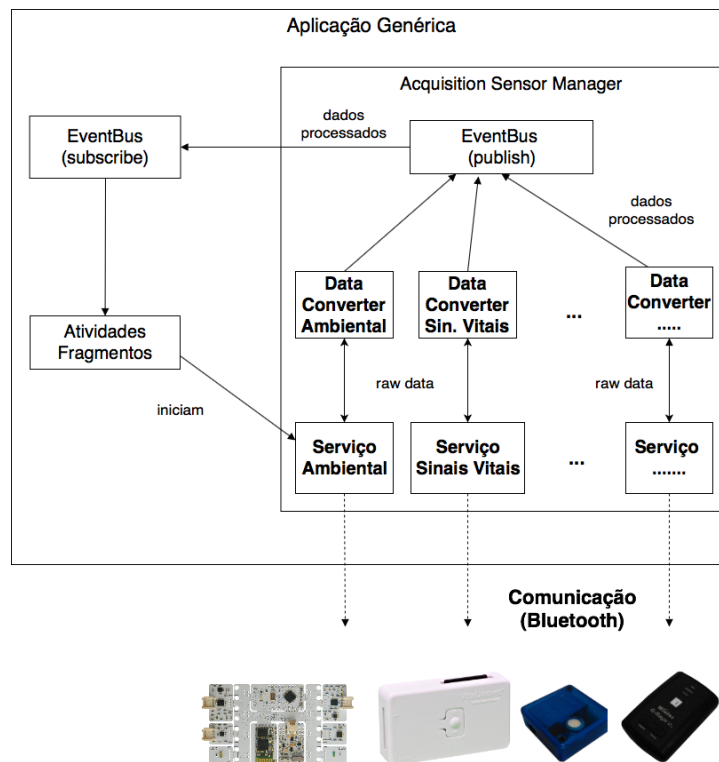 Aplicação Genérica
Acquisition Sensor Manager
dados
processados
EventBus
(subscribe)
EventBus
(publish)
dados
processados
Data
Converter
Ambiental
Data
Converter
Sin. Vitais
...
Data
Converter
.....
Atividades
Fragmentos
iniciam
raw data
raw data
Serviço
Ambiental
Serviço
Sinais Vitais
...
Serviço
.......
Comunicação
(Bluetooth)